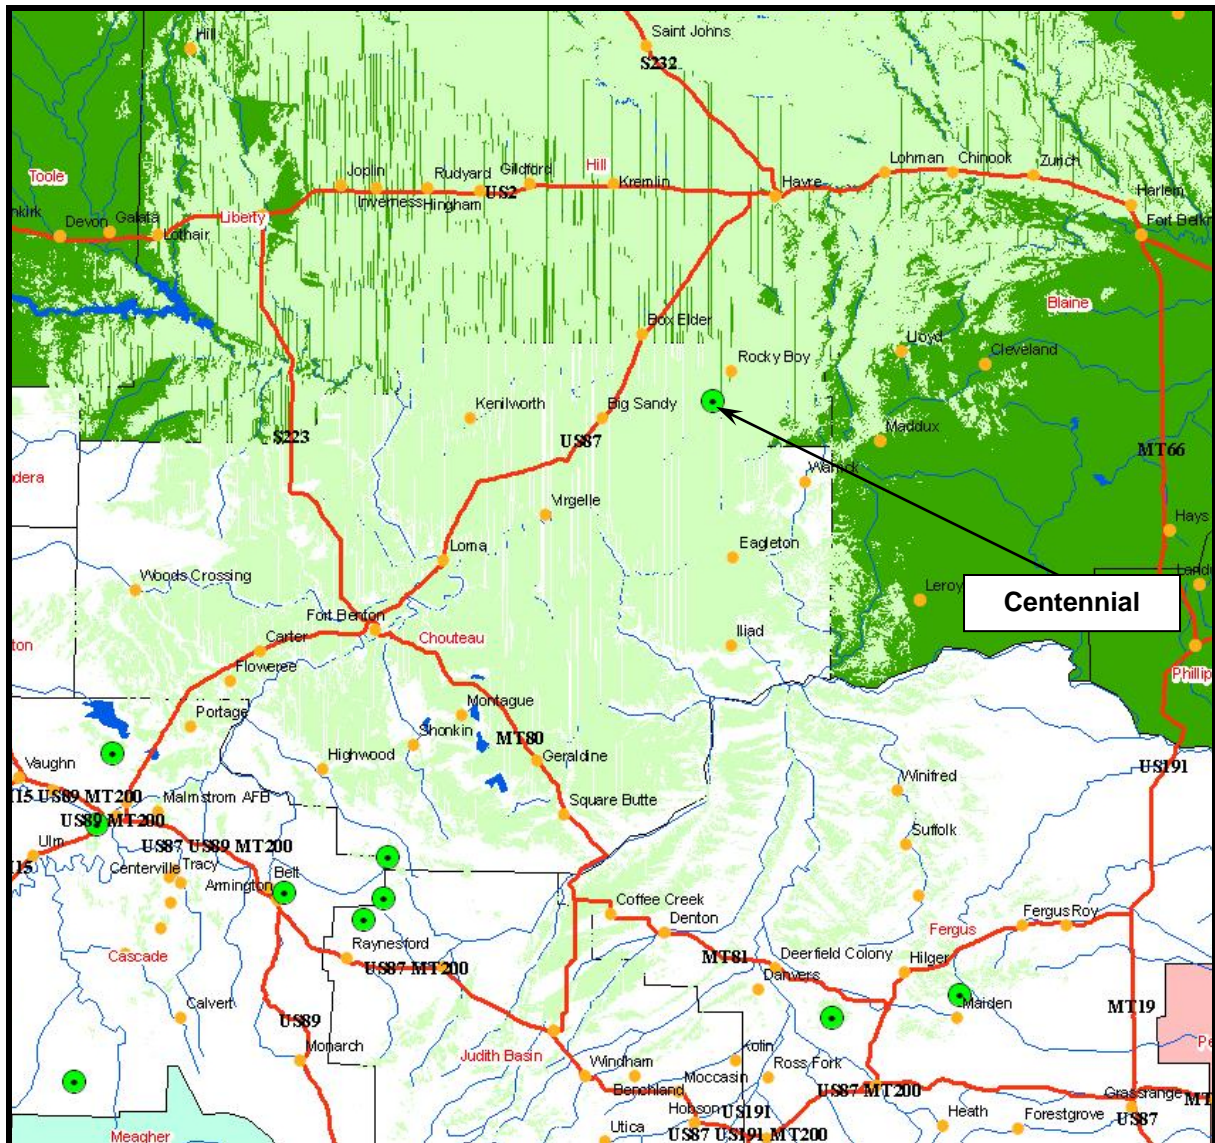 Hill
Saint Johns
S232
Toole
Joplin
Rudyard
Gildford
Hill
Kremlin
Havre
Lohman
Chinook
Zurich
Harlem
Inverness
Hingham
US2
nkirk
Devon
Galata
Lothair
Liberty
Fort Belkn
Blaine
Box Elder
Lloyd
Cleveland
Rocky Boy
Kenilworth
Big Sandy
S223
US87
Maddux
MT66
dera
Warrick
Virgelle
Hays
Loma
Eagleton
Woods Crossing
Leroy
Centennial
Landu
Fort Benton
Carter
Chouteau
Iliad
ton
Floweree
Phillip
Portage
Montague
Shonkin
MT80
Highwood
Geraldine
Vaughn
US191
I15 US89 MT200
Malmstrom AFB
Winifred
US89 MT200
Square Butte
Ulm
US87 US89 MT200
Suffolk
I15
Centerville
Tracy
Belt
Armington
Coffee Creek
Fergus
Roy
Denton
Fergus
Raynesford
Cascade
US87 MT200
MT81
Deerfield Colony
Hilger
Danvers
Calvert
Maiden
MT19
US89
Monarch
Judith Basin
Kolin
Pe
Windham
Ross Fork
Moccasin
Benchland
US87 MT200
Grassrange
MT
Hobson
US191
Heath
Forestgrove
US87
Meagher
Utica
US87 US191 MT200